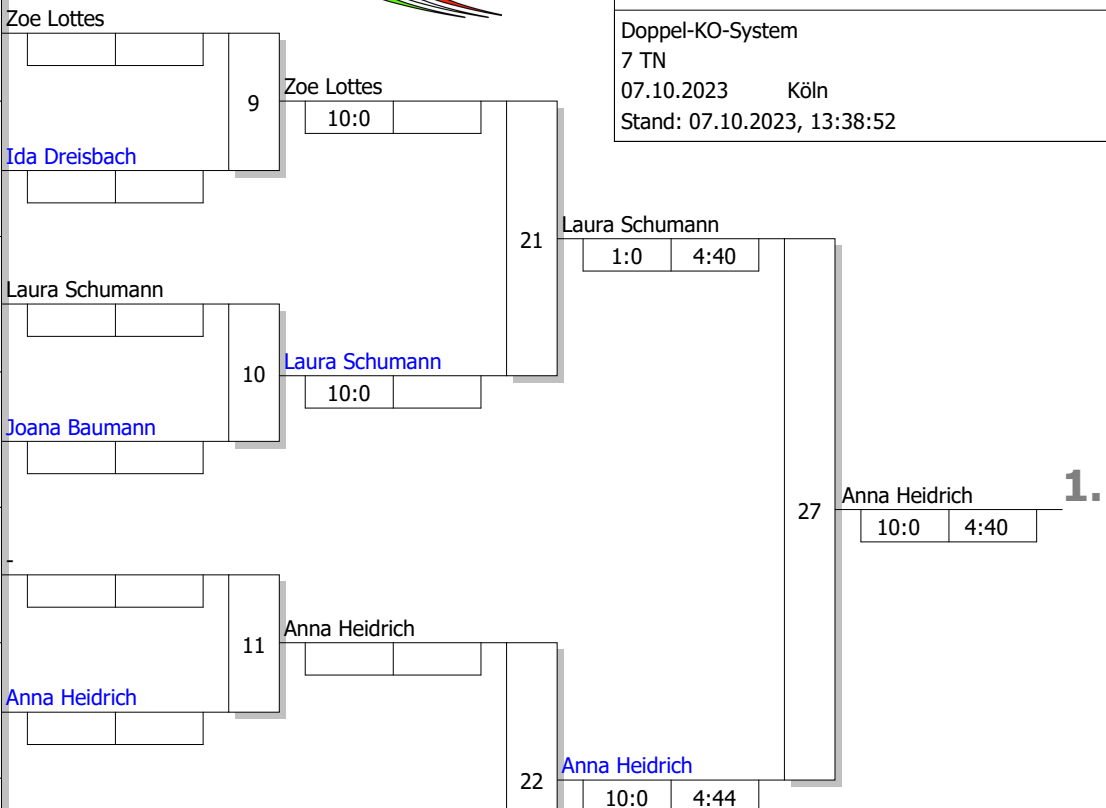 Zoe Lottes
Doppel-KO-System
7 TN
07.10.2023 Köln
Stand: 07.10.2023, 13:38:52
9
Zoe Lottes
10:0
Ida Dreisbach
21
Laura Schumann
1:0 4:40
Laura Schumann
10
Laura Schumann
10:0
Joana Baumann
27
Anna Heidrich
1.
10:0 4:40
-
11
Anna Heidrich
Anna Heidrich
22
Anna Heidrich
10:0 4:44